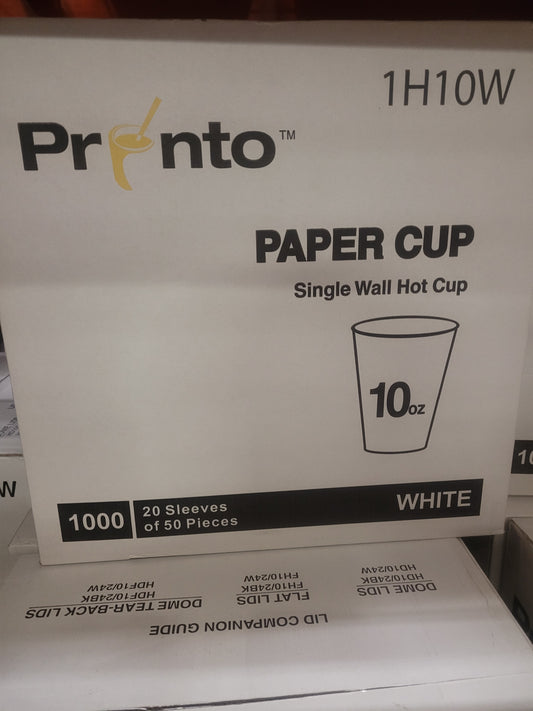 1H10W
Pronto™
PAPER CUP
Single Wall Hot Cup
10oz
1000
20 Sleeves
of 50 Pieces
WHITE
W
LID COMPANION GUIDE
DOME LIDS
HD10/24BK
HD10/24W
FLAT LIDS
FH10/24BK
FH10/24W
DOME TEAR-BACK LIDS
HDF10/24BK
HDF10/24W